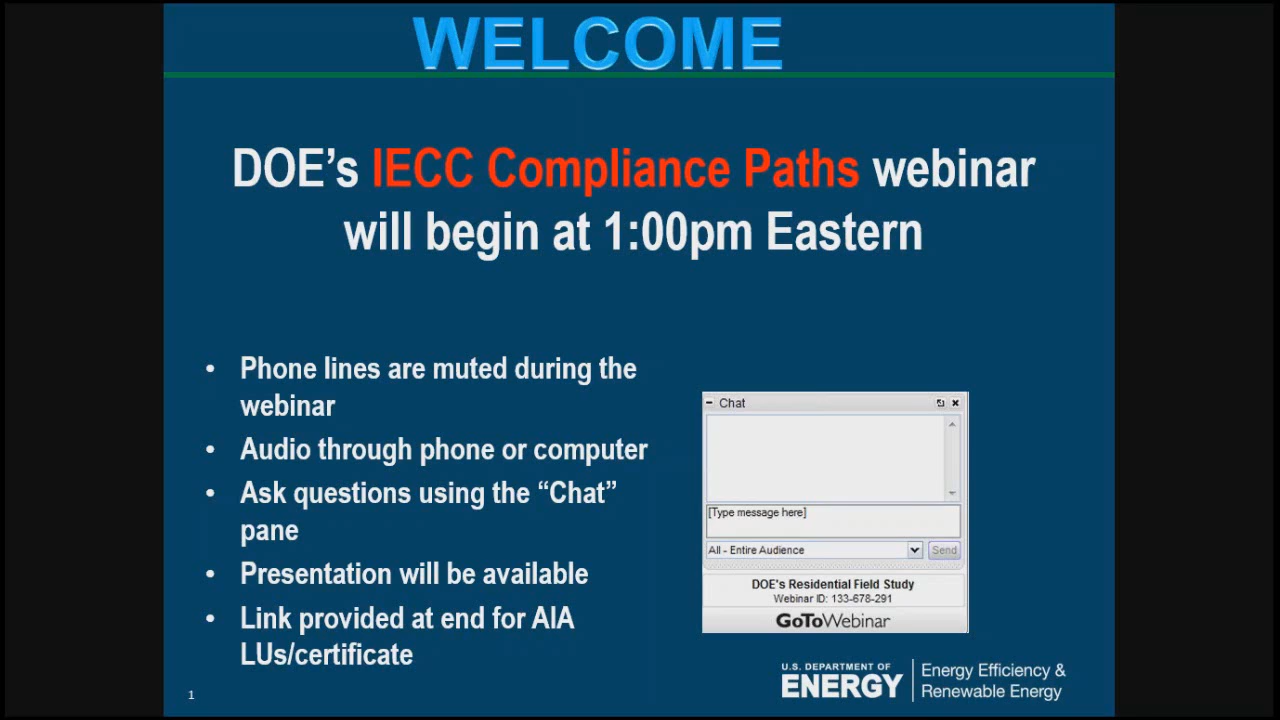 WELCOME
DOE's IECC Compliance Paths webinar
will begin at 1:00pm Eastern
• Phone lines are muted during the
webinar
• Audio through phone or computer
• Ask questions using the “Chat”
pane
• Presentation will be available
• Link provided at end for AIA
LUs/certificate
Chat
[Type message here]
All - Entire Audience
Send
DOE's Residential Field Study
Webinar ID: 133-678-291
GoToWebinar
1
U.S. DEPARTMENT OF
ENERGY
Energy Efficiency &
Renewable Energy